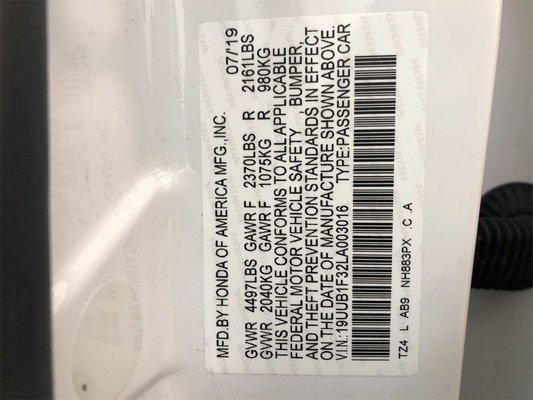 MFD.BY HONDA OF AMERICA MFG.,INC. 07/'19
GVWR 4497LBS GAWR F 2370LBS R 2161LBS
GVWR 2040KG GAWR F 1075KG R 980KG
THIS VEHICLE CONFORMS TO ALL APPLICABLE
FEDERAL MOTOR VEHICLE SAFETY , BUMPER,
AND THEFT PREVENTION STANDARDS IN EFFECT
ON THE DATE OF MANUFACTURE SHOWN ABOVE.
V.I.N.:19UUB1F32LA003016 TYPE:PASSENGER CAR
TZ4 L AB9 NH883PX .C .A